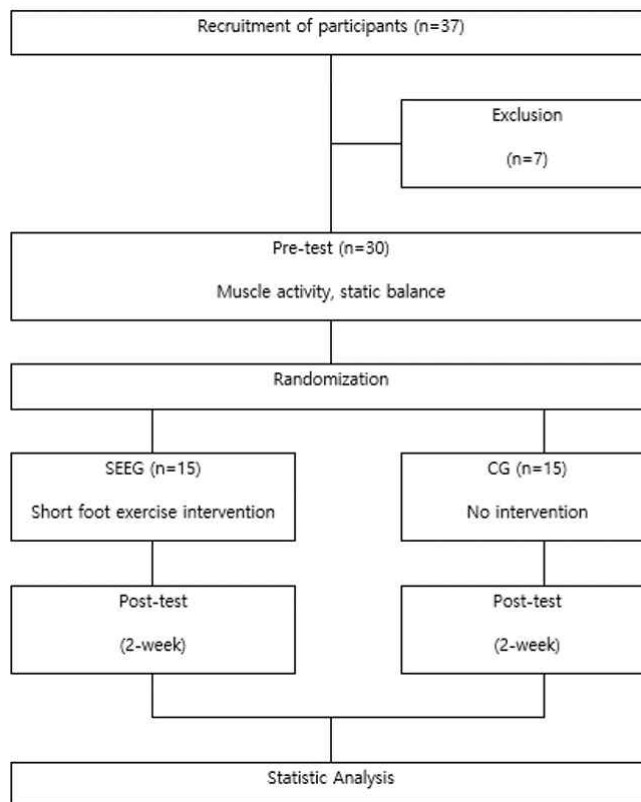 Recruitment of participants (n=37)
Exclusion
(n=7)
Pre-test (n=30)
Muscle activity, static balance
Randomization
SEEG (n=15)
Short foot exercise intervention
CG (n=15)
No intervention
Post-test
(2-week)
Post-test
(2-week)
Statistic Analysis